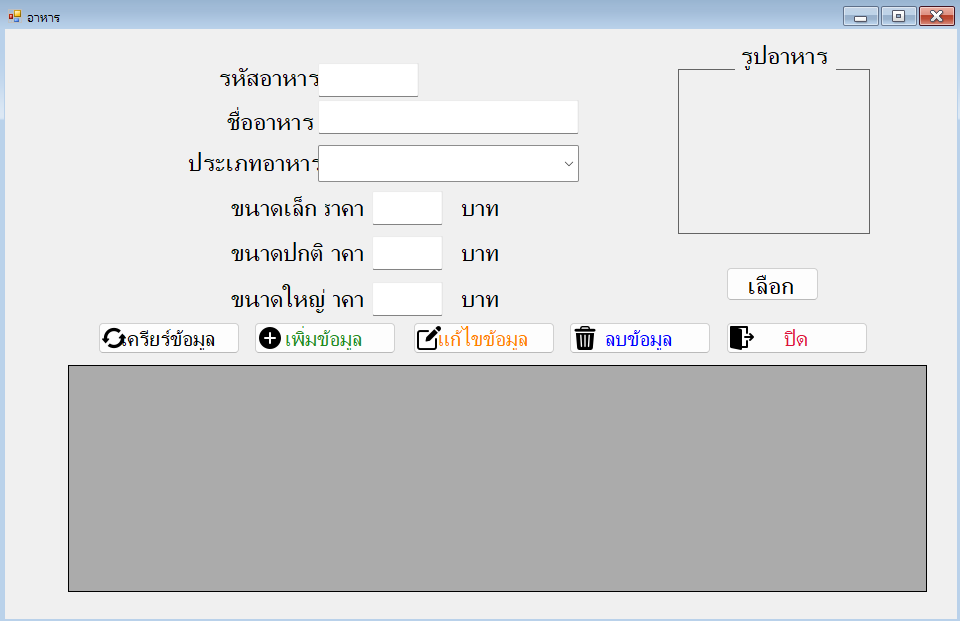 อาหาร
รูปอาหาร
รหัสอาหาร
ชื่ออาหาร
ประเภทอาหาร
ขนาดเล็ก ราคา บาท
ขนาดปกติ าคา บาท
ขนาดใหญ่ าคา บาท
เลือก
เครียร์ข้อมูล เพิ่มข้อมูล แก้ไขข้อมูล ลบข้อมูล ปิด